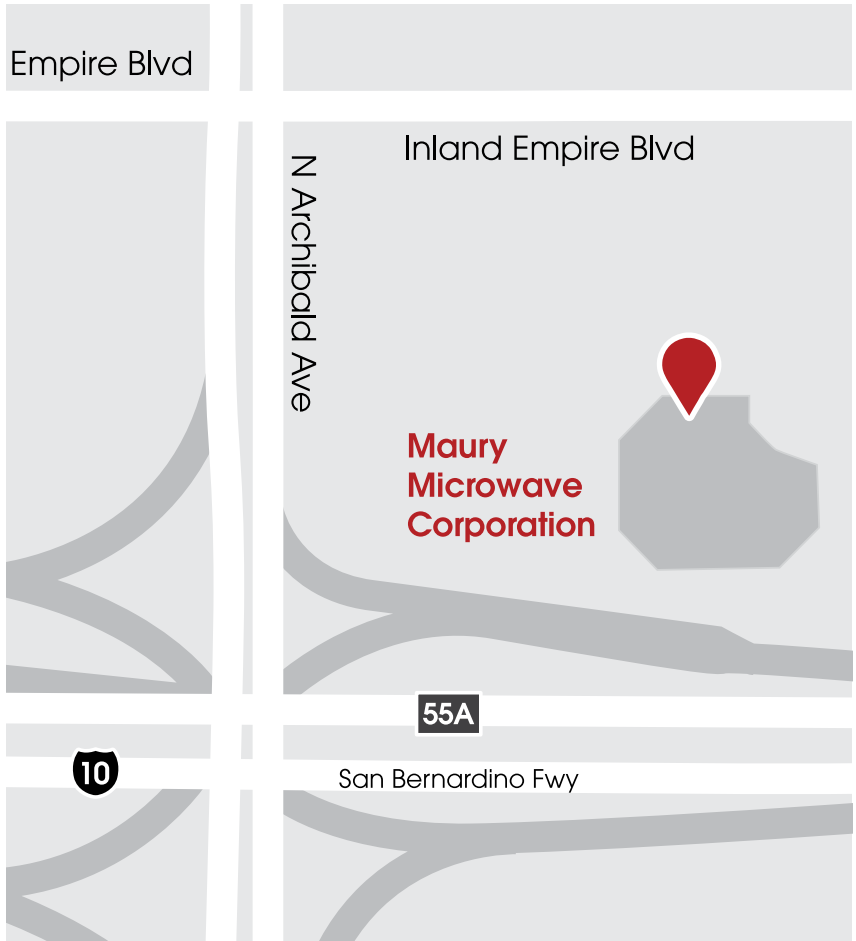 Empire Blvd
Inland Empire Blvd
N Archibald Ave
Maury
Microwave
Corporation
55A
10
San Bernardino Fwy